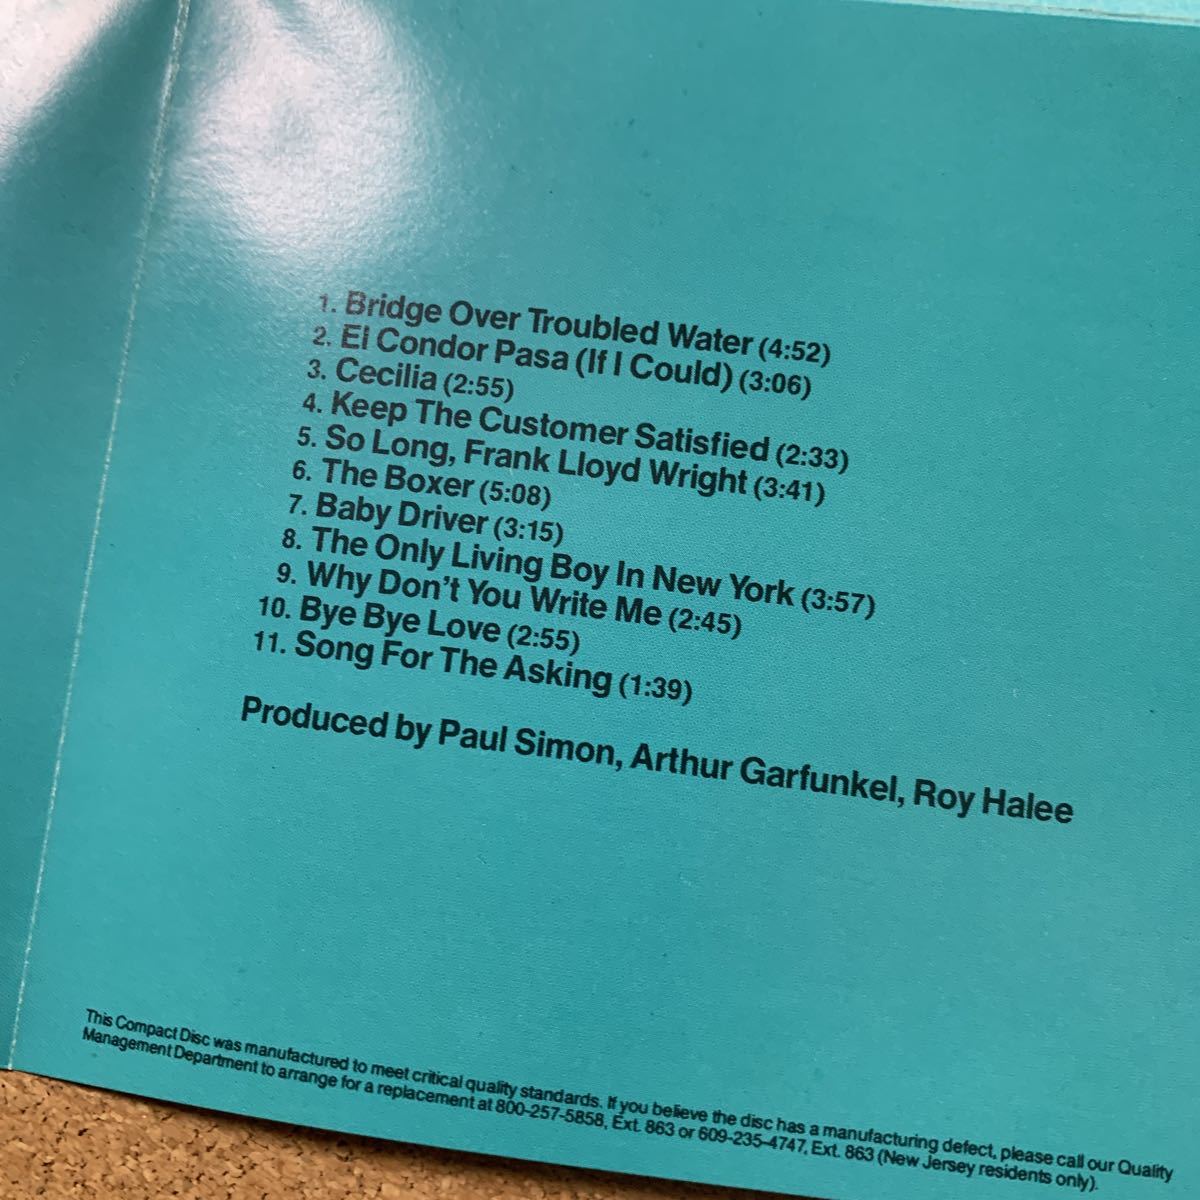 1. Bridge Over Troubled Water (4:52)
2. El Condor Pasa (If I Could) (3:06)
3. Cecilia (2:55)
4. Keep The Customer Satisfied (2:33)
5. So Long, Frank Lloyd Wright (3:41)
6. The Boxer (5:08)
7. Baby Driver (3:15)
8. The Only Living Boy In New York (3:57)
9. Why Don't You Write Me (2:45)
10. Bye Bye Love (2:55)
11. Song For The Asking (1:39)
Produced by Paul Simon, Arthur Garfunkel, Roy Halee
This Compact Disc was manufactured to meet critical quality standards. If you believe the disc has a manufacturing defect, please call our Quality
Management Department to arrange for a replacement at 800-257-5858, Ext. 863 or 609-235-4747, Ext. 863 (New Jersey residents only).